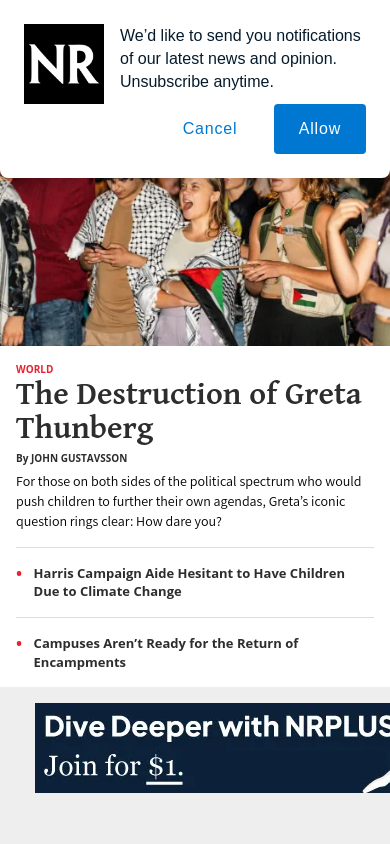 NR
We’d like to send you notifications
of our latest news and opinion.
Unsubscribe anytime.
Cancel
Allow
WORLD
The Destruction of Greta
Thunberg
By JOHN GUSTAVSSON
For those on both sides of the political spectrum who would
push children to further their own agendas, Greta’s iconic
question rings clear: How dare you?
• Harris Campaign Aide Hesitant to Have Children
Due to Climate Change
• Campuses Aren’t Ready for the Return of
Encampments
Dive Deeper with NRPLUS
Join for $1.